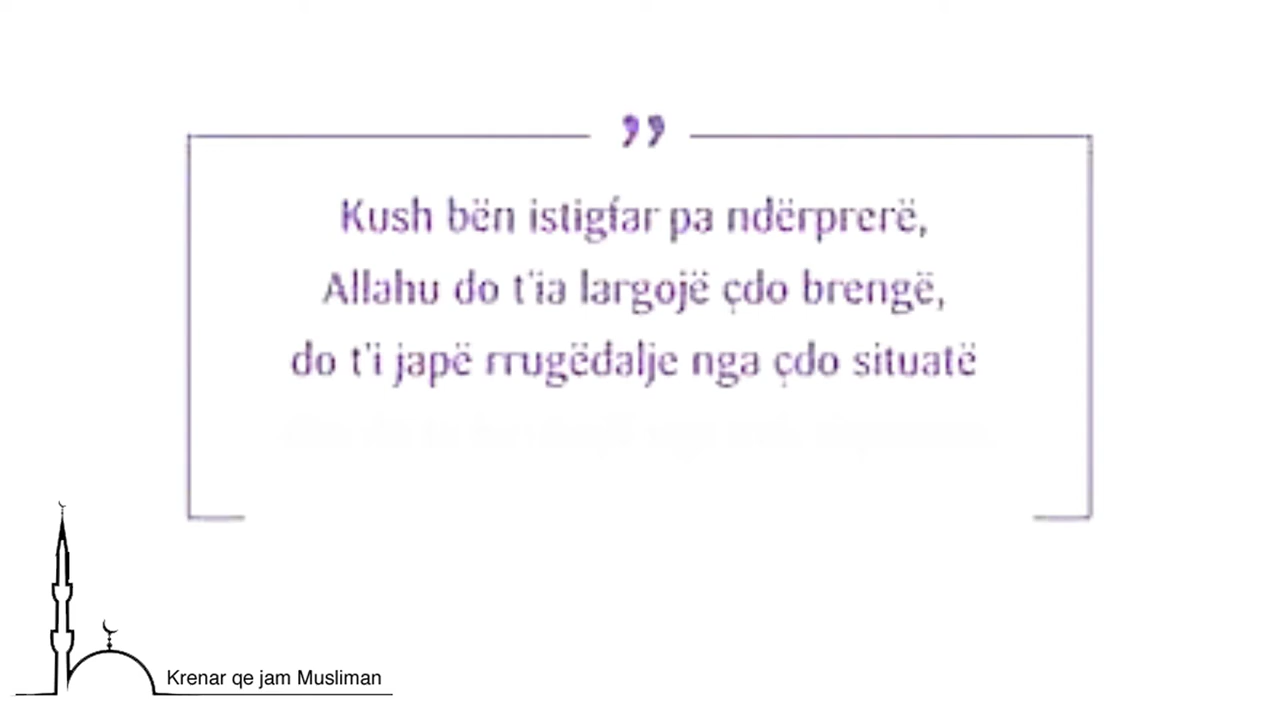 ”
Kush bën istigfar pa ndërprerë,
Allahu do t'ia largojë çdo brengë,
do t'i japë rrugëdalje nga çdo situatë
Krenar qe jam Musliman